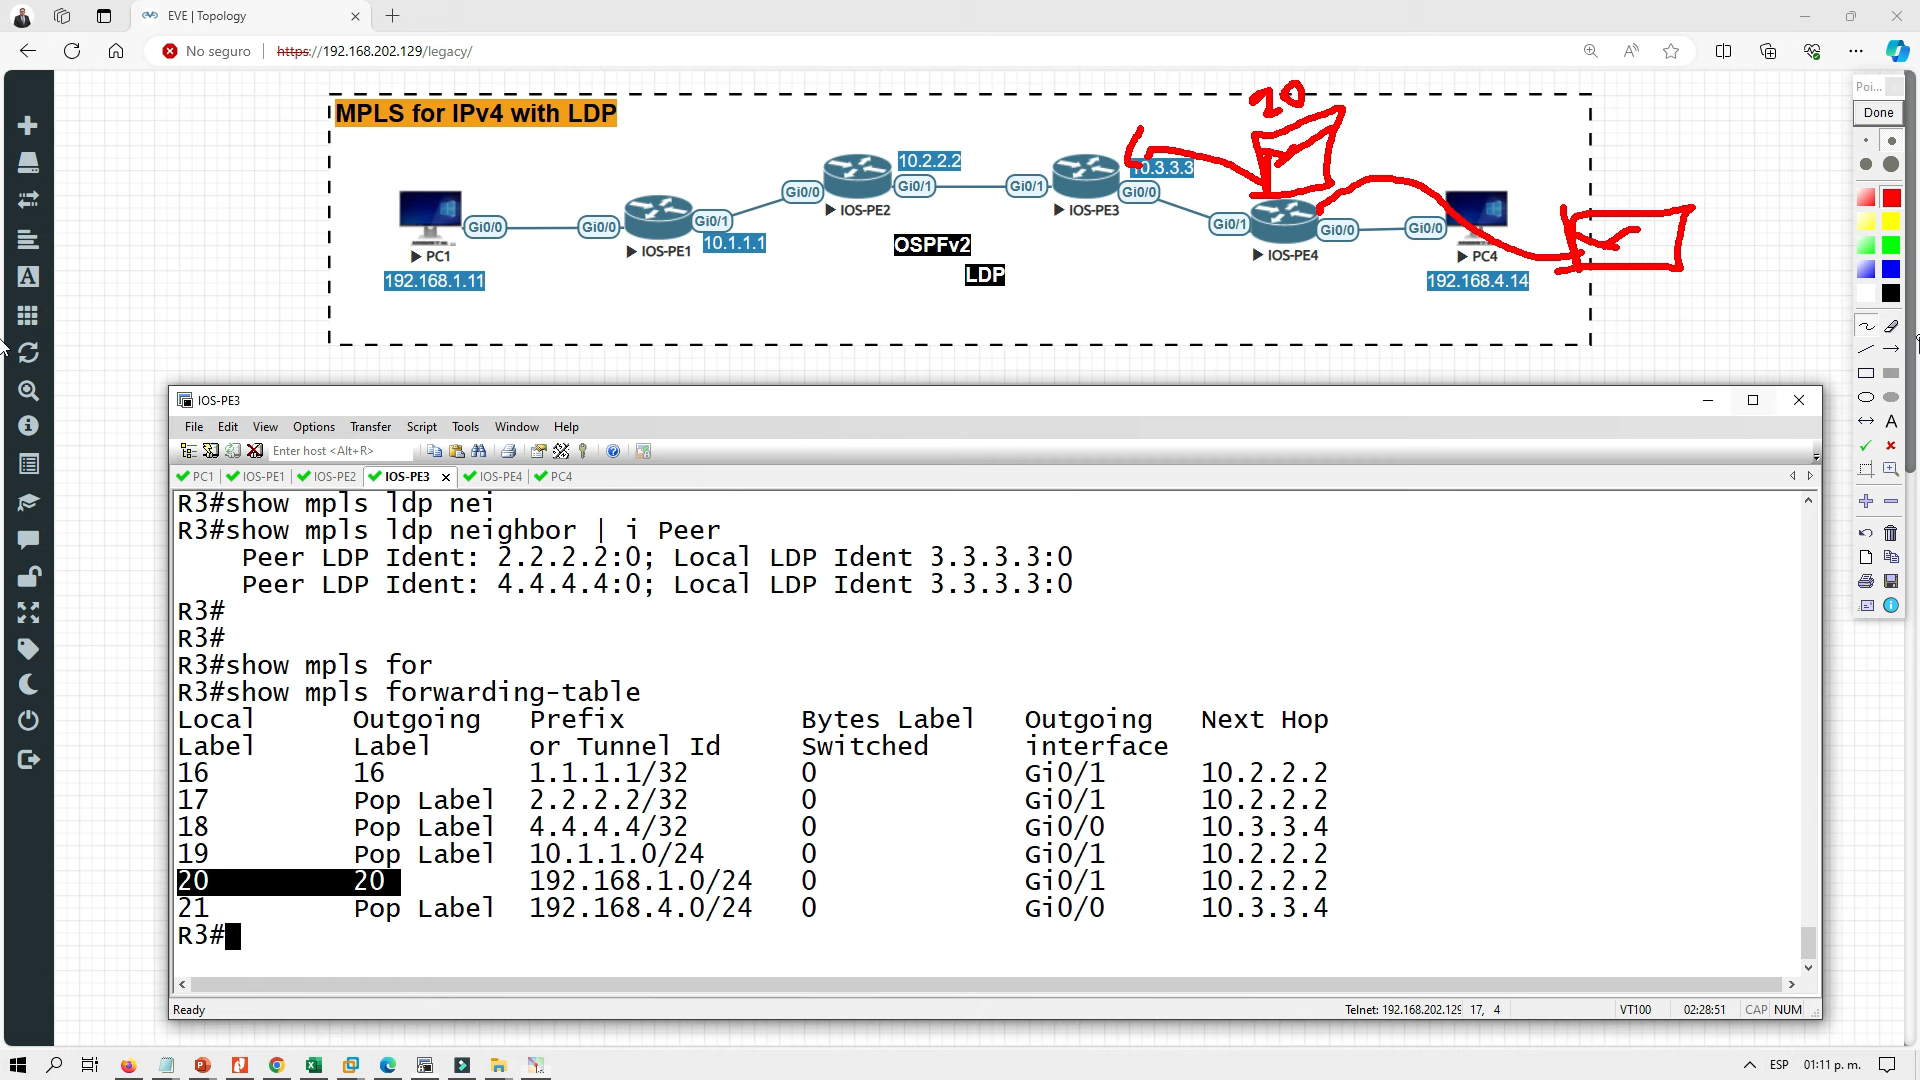 EVE | Topology
No seguro
https://192.168.202.129/legacy/
MPLS for IPv4 with LDP
20
10.2.2.2
10.3.3.3
Gi0/0
Gi0/1
Gi0/1
Gi0/0
IOS-PE2
IOS-PE3
Gi0/0
Gi0/0
Gi0/1
Gi0/1
Gi0/0
Gi0/0
10.1.1.1
OSPFv2
IOS-PE1
IOS-PE4
PC1
PC4
192.168.1.11
LDP
192.168.4.14
Poi...
Done
IOS-PE3
File Edit View Options Transfer Script Tools Window Help
Enter host <Alt+R>
PC1 IOS-PE1 IOS-PE2 IOS-PE3 IOS-PE4 PC4
R3#show mpls ldp nei
R3#show mpls ldp neighbor | i Peer
Peer LDP Ident: 2.2.2.2:0; Local LDP Ident 3.3.3.3:0
Peer LDP Ident: 4.4.4.4:0; Local LDP Ident 3.3.3.3:0
R3#
R3#
R3#show mpls for
R3#show mpls forwarding-table
Local Outgoing Prefix Bytes Label Outgoing Next Hop
Label Label or Tunnel Id Switched interface
16 16 1.1.1.1/32 0 Gi0/1 10.2.2.2
17 Pop Label 2.2.2.2/32 0 Gi0/1 10.2.2.2
18 Pop Label 4.4.4.4/32 0 Gi0/0 10.3.3.4
19 Pop Label 10.1.1.0/24 0 Gi0/1 10.2.2.2
20 20 192.168.1.0/24 0 Gi0/1 10.2.2.2
21 Pop Label 192.168.4.0/24 0 Gi0/0 10.3.3.4
R3#
Ready
Telnet: 192.168.202.129 17, 4 VT100 02:28:51 CAP NUM
ESP 01:11 p. m.